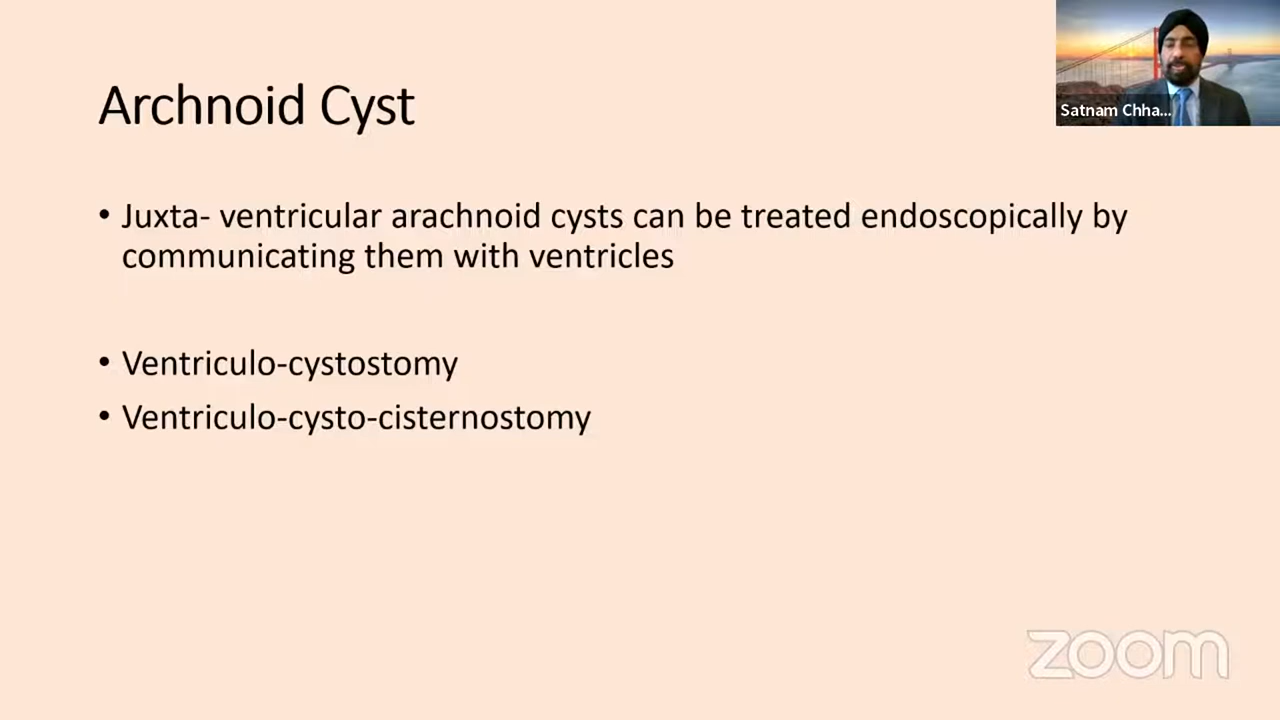 Archnoid Cyst
Satnam Chha...
• Juxta- ventricular arachnoid cysts can be treated endoscopically by
communicating them with ventricles
• Ventriculo-cystostomy
• Ventriculo-cysto-cisternostomy
zoom